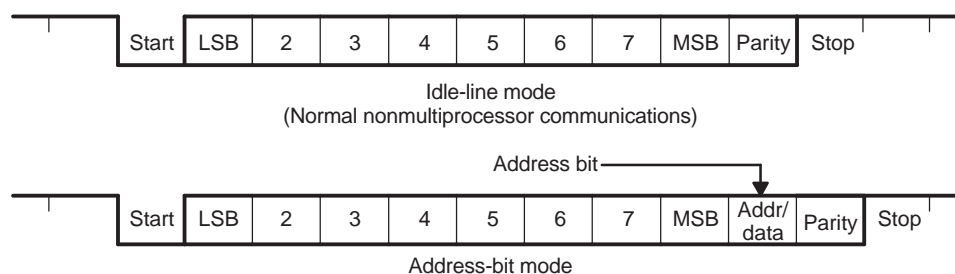 Start LSB 2 3 4 5 6 7 MSB Parity Stop
Idle-line mode
(Normal nonmultiprocessor communications)
Address bit
Start LSB 2 3 4 5 6 7 MSB Addr/ data Parity Stop
Address-bit mode